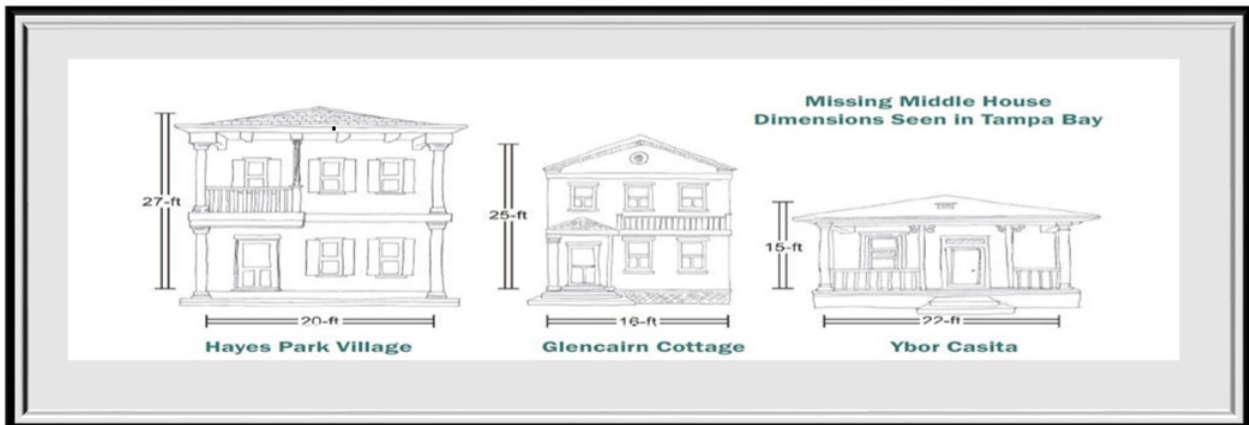 Missing Middle House
Dimensions Seen in Tampa Bay
27-ft
25-ft
15-ft
20-ft
16-ft
22-ft
Hayes Park Village
Glencairn Cottage
Ybor Casita